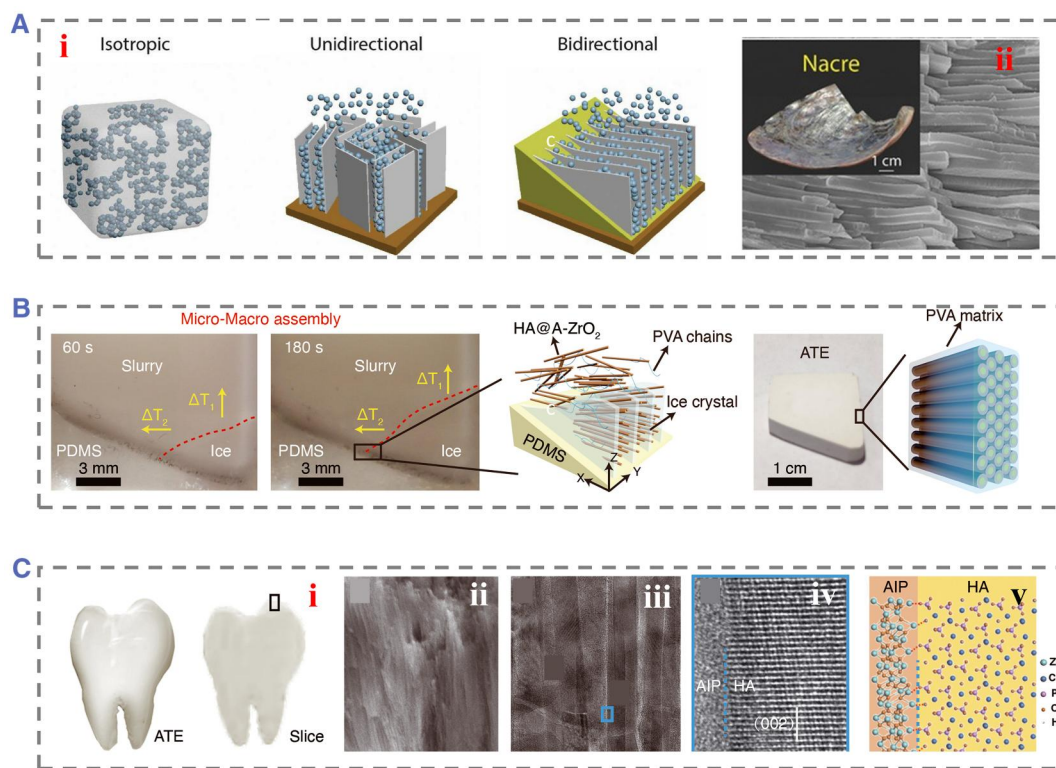 A
i
Isotropic
Unidirectional
Bidirectional
C
ii
Nacre
1 cm
B
Micro-Macro assembly
60 s
Slurry
ΔT₁
ΔT₂
PDMS
Ice
3 mm
180 s
Slurry
ΔT₁
ΔT₂
Ice
3 mm
HA@A-ZrO₂
PVA chains
Ice crystal
C
PDMS
Z
Y
X
ATE
1 cm
PVA matrix
C
i
ATE
Slice
ii
iii
iv
AIP
HA
(002)
AIP
HA
v
Z
C
P
O
H